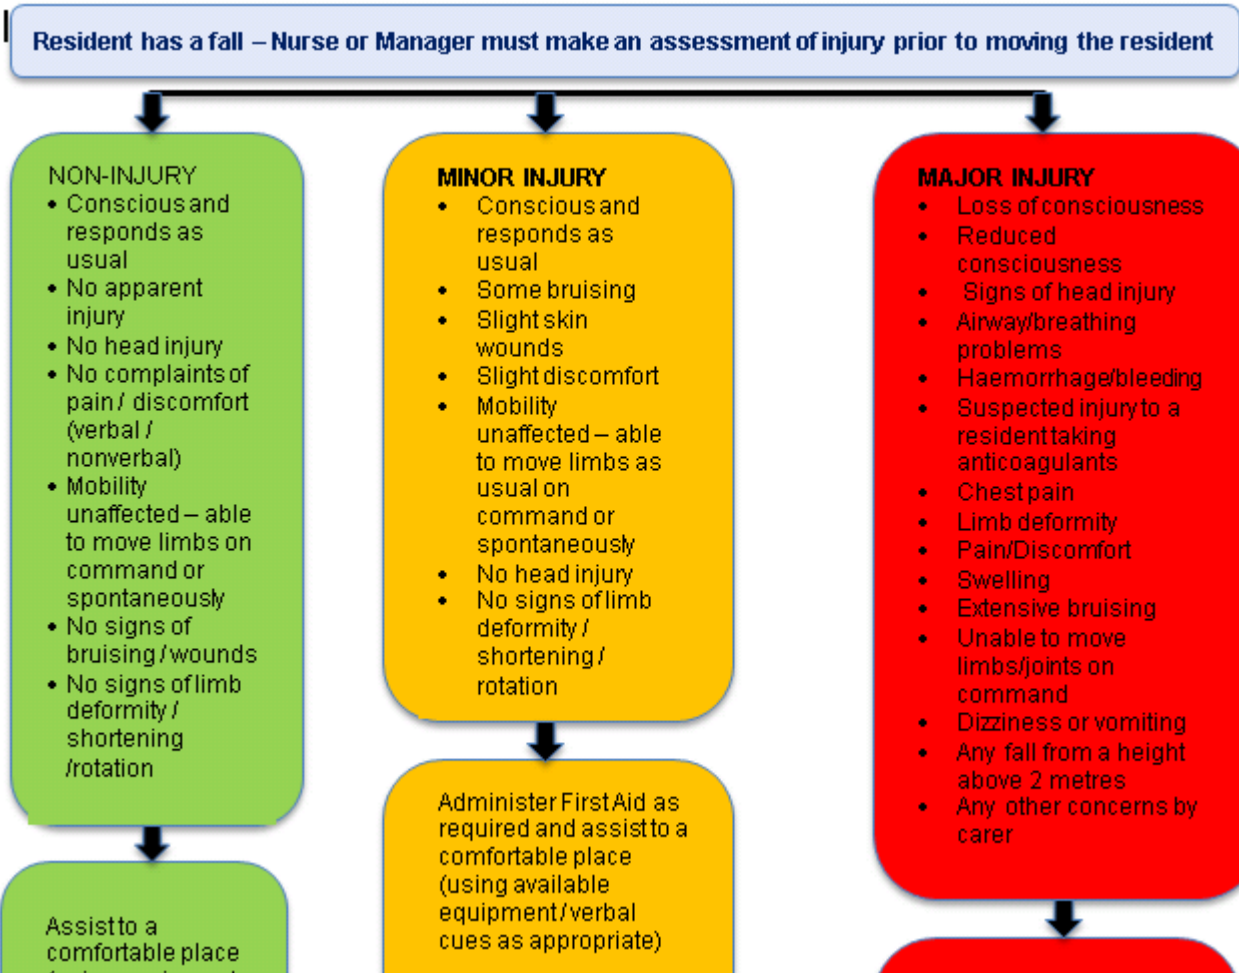 Resident has a fall – Nurse or Manager must make an assessment of injury prior to moving the resident
NON-INJURY
• Conscious and
responds as
usual
• No apparent
injury
• No head injury
• No complaints of
pain / discomfort
(verbal /
nonverbal)
• Mobility
unaffected – able
to move limbs on
command or
spontaneously
• No signs of
bruising / wounds
• No signs of limb
deformity /
shortening
/rotation
Assist to a
comfortable place
MINOR INJURY
• Conscious and
responds as
usual
• Some bruising
• Slight skin
wounds
• Slight discomfort
• Mobility
unaffected – able
to move limbs as
usual on
command or
spontaneously
• No head injury
• No signs of limb
deformity /
shortening /
rotation
Administer First Aid as
required and assist to a
comfortable place
(using available
equipment/verbal
cues as appropriate)
MAJOR INJURY
• Loss of consciousness
• Reduced
consciousness
• Signs of head injury
• Airway/breathing
problems
• Haemorrhage/bleeding
• Suspected injury to a
resident taking
anticoagulants
• Chest pain
• Limb deformity
• Pain/Discomfort
• Swelling
• Extensive bruising
• Unable to move
limbs/joints on
command
• Dizziness or vomiting
• Any fall from a height
above 2 metres
• Any other concerns by
carer